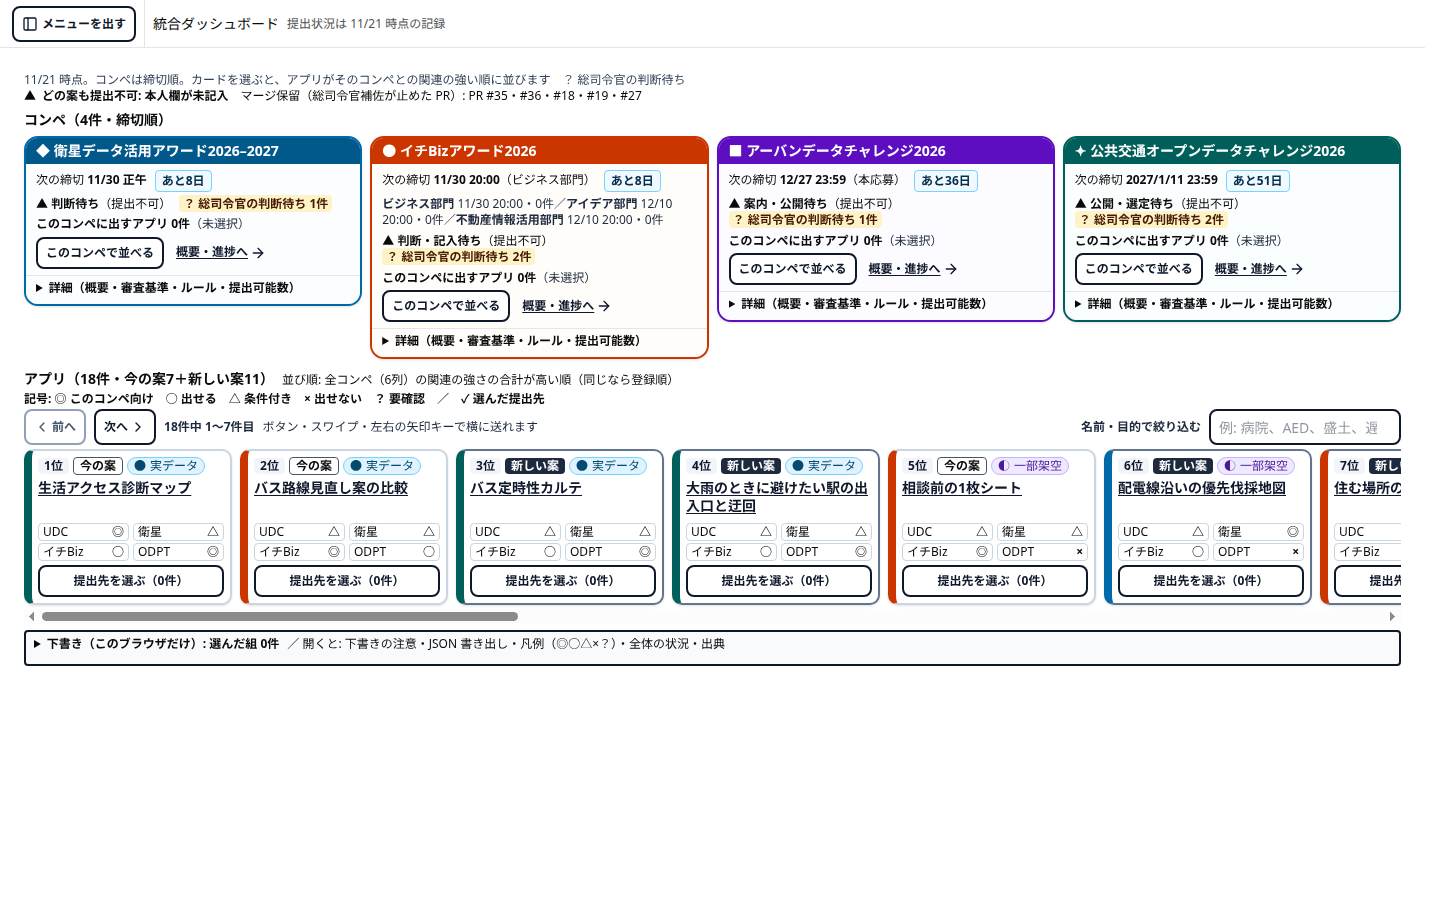 メニューを出す
統合ダッシュボード 提出状況は 11/21 時点の記録
11/21 時点。コンペは締切順。カードを選ぶと、アプリがそのコンペとの関連の強い順に並びます ？ 総司令官の判断待ち
▲ どの案も提出不可: 本人欄が未記入 マージ保留（総司令官補佐が止めた PR）: PR #35・#36・#18・#19・#27
コンペ（4件・締切順）
◆ 衛星データ活用アワード2026–2027
次の締切 11/30 正午 あと8日
▲ 判断待ち（提出不可） ？ 総司令官の判断待ち 1件
このコンペに出すアプリ 0件（未選択）
このコンペで並べる 概要・進捗へ →
▶ 詳細（概要・審査基準・ルール・提出可能数）
● イチBizアワード2026
次の締切 11/30 20:00（ビジネス部門） あと8日
ビジネス部門 11/30 20:00・0件／アイデア部門 12/10
20:00・0件／不動産情報活用部門 12/10 20:00・0件
▲ 判断・記入待ち（提出不可）
？ 総司令官の判断待ち 2件
このコンペに出すアプリ 0件（未選択）
このコンペで並べる 概要・進捗へ →
▶ 詳細（概要・審査基準・ルール・提出可能数）
■ アーバンデータチャレンジ2026
次の締切 12/27 23:59（本応募） あと36日
▲ 案内・公開待ち（提出不可）
？ 総司令官の判断待ち 1件
このコンペに出すアプリ 0件（未選択）
このコンペで並べる 概要・進捗へ →
▶ 詳細（概要・審査基準・ルール・提出可能数）
✦ 公共交通オープンデータチャレンジ2026
次の締切 2027/1/11 23:59 あと51日
▲ 公開・選定待ち（提出不可）
？ 総司令官の判断待ち 2件
このコンペに出すアプリ 0件（未選択）
このコンペで並べる 概要・進捗へ →
▶ 詳細（概要・審査基準・ルール・提出可能数）
アプリ（18件・今の案7＋新しい案11） 並び順: 全コンペ（6列）の関連の強さの合計が高い順（同じなら登録順）
記号: ◎ このコンペ向け ○ 出せる △ 条件付き × 出せない ？ 要確認 ／ ✓ 選んだ提出先
前へ 次へ 18件中 1〜7件目 ボタン・スワイプ・左右の矢印キーで横に送れます
名前・目的で絞り込む 例: 病院、AED、盛土、避
1位 今の案 ● 実データ
生活アクセス診断マップ
UDC ◎ 衛星 △
イチBiz ○ ODPT ◎
提出先を選ぶ（0件）
2位 今の案 ● 実データ
バス路線見直し案の比較
UDC △ 衛星 △
イチBiz ◎ ODPT ○
提出先を選ぶ（0件）
3位 新しい案 ● 実データ
バス定時性カルテ
UDC △ 衛星 △
イチBiz ○ ODPT ◎
提出先を選ぶ（0件）
4位 新しい案 ● 実データ
大雨のときに避けたい駅の出
入口と迂回
UDC △ 衛星 △
イチBiz ○ ODPT ◎
提出先を選ぶ（0件）
5位 今の案 ◐ 一部架空
相談前の1枚シート
UDC △ 衛星 △
イチBiz ◎ ODPT ×
提出先を選ぶ（0件）
6位 新しい案 ◐ 一部架空
配電線沿いの優先伐採地図
UDC △ 衛星 ◎
イチBiz ○ ODPT ×
提出先を選ぶ（0件）
7位 新し
住む場所の
UDC
イチBiz
提出先
▶ 下書き（このブラウザだけ）: 選んだ組 0件 ／ 開くと: 下書きの注意・JSON 書き出し・凡例（◎○△×？）・全体の状況・出典